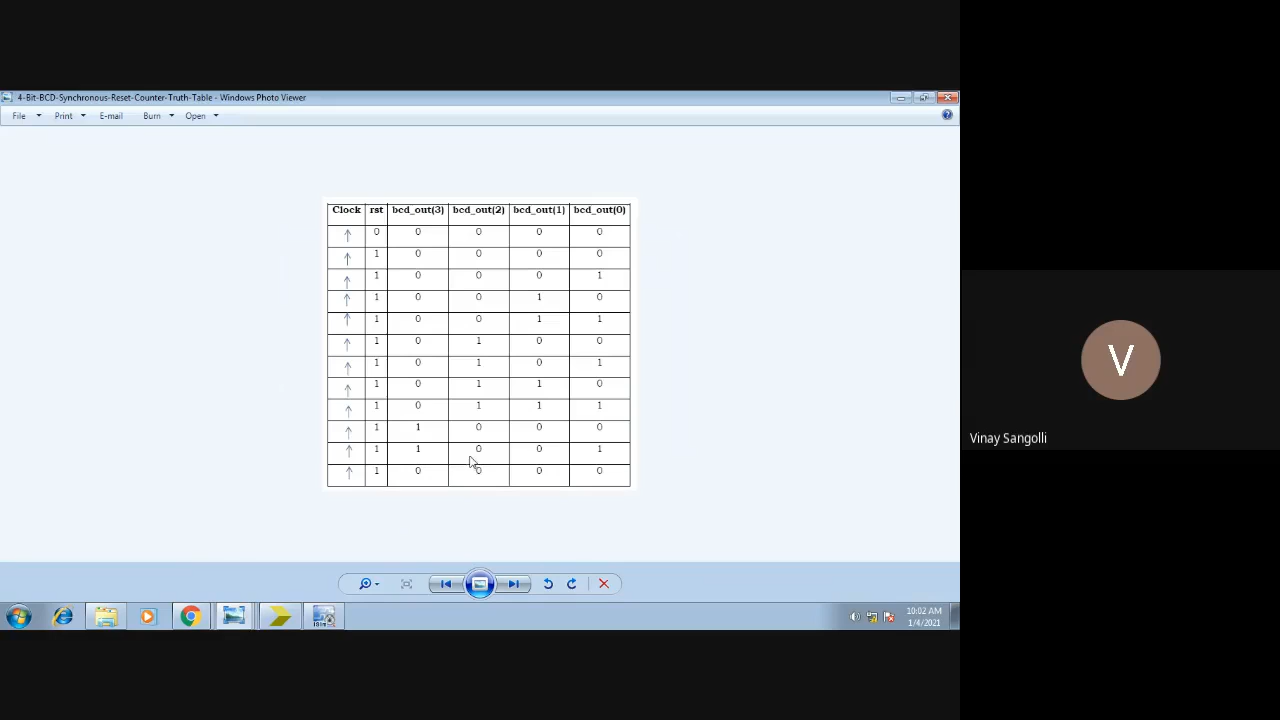 4-Bit-BCD-Synchronous-Reset-Counter-Truth-Table - Windows Photo Viewer
File Print E-mail Burn Open
Clock rst bcd_out(3) bcd_out(2) bcd_out(1) bcd_out(0)
↑ 0 0 0 0 0
↑ 1 0 0 0 0
↑ 1 0 0 0 1
↑ 1 0 0 1 0
↑ 1 0 0 1 1
↑ 1 0 1 0 0
↑ 1 0 1 0 1
↑ 1 0 1 1 0
↑ 1 0 1 1 1
↑ 1 1 0 0 0
↑ 1 1 0 0 1
↑ 1 0 0 0 0
V
Vinay Sangolli
10:02 AM
1/4/2021